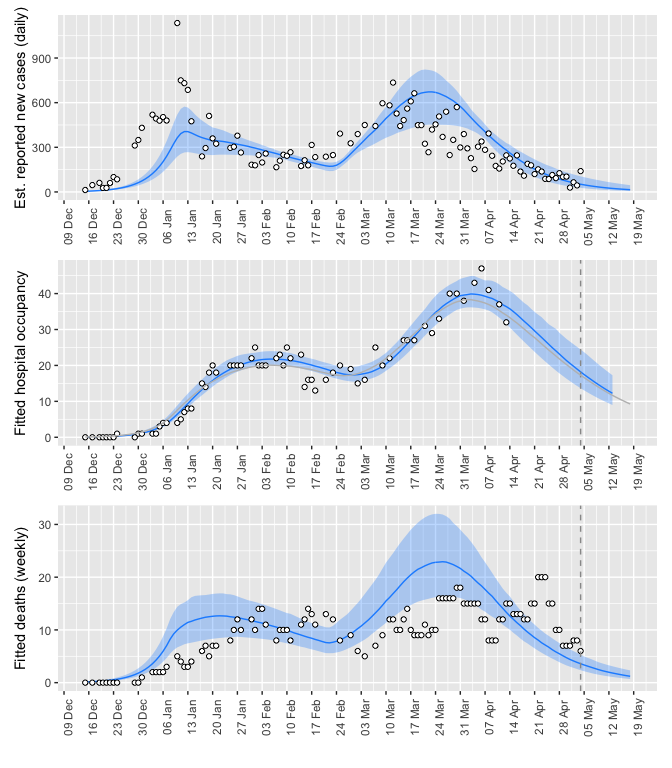 Est. reported new cases (daily)
900
600
300
0
09 Dec
16 Dec
23 Dec
30 Dec
06 Jan
13 Jan
20 Jan
27 Jan
03 Feb
10 Feb
17 Feb
24 Feb
03 Mar
10 Mar
17 Mar
24 Mar
31 Mar
07 Apr
14 Apr
21 Apr
28 Apr
05 May
12 May
19 May
Fitted hospital occupancy
40
30
20
10
0
09 Dec
16 Dec
23 Dec
30 Dec
06 Jan
13 Jan
20 Jan
27 Jan
03 Feb
10 Feb
17 Feb
24 Feb
03 Mar
10 Mar
17 Mar
24 Mar
31 Mar
07 Apr
14 Apr
21 Apr
28 Apr
05 May
12 May
19 May
Fitted deaths (weekly)
30
20
10
0
09 Dec
16 Dec
23 Dec
30 Dec
06 Jan
13 Jan
20 Jan
27 Jan
03 Feb
10 Feb
17 Feb
24 Feb
03 Mar
10 Mar
17 Mar
24 Mar
31 Mar
07 Apr
14 Apr
21 Apr
28 Apr
05 May
12 May
19 May